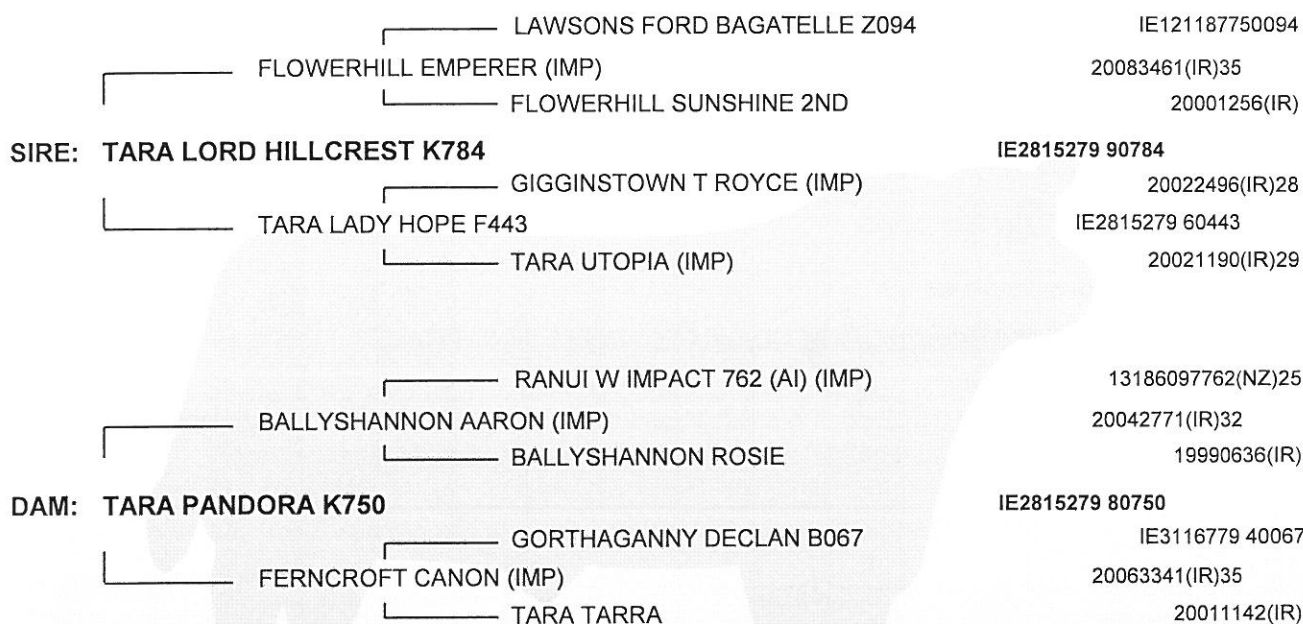 LAWSONS FORD BAGATELLE Z094 IE121187750094
FLOWERHILL EMPERER (IMP) 20083461(IR)35
FLOWERHILL SUNSHINE 2ND 20001256(IR)
SIRE: TARA LORD HILLCREST K784 IE2815279 90784
GIGGINSTOWN T ROYCE (IMP) 20022496(IR)28
TARA LADY HOPE F443 IE2815279 60443
TARA UTOPIA (IMP) 20021190(IR)29
RANUI W IMPACT 762 (AI) (IMP) 13186097762(NZ)25
BALLYSHANNON AARON (IMP) 20042771(IR)32
BALLYSHANNON ROSIE 19990636(IR)
DAM: TARA PANDORA K750 IE2815279 80750
GORTHAGANNY DECLAN B067 IE3116779 40067
FERNCROFT CANON (IMP) 20063341(IR)35
TARA TARRA 20011142(IR)